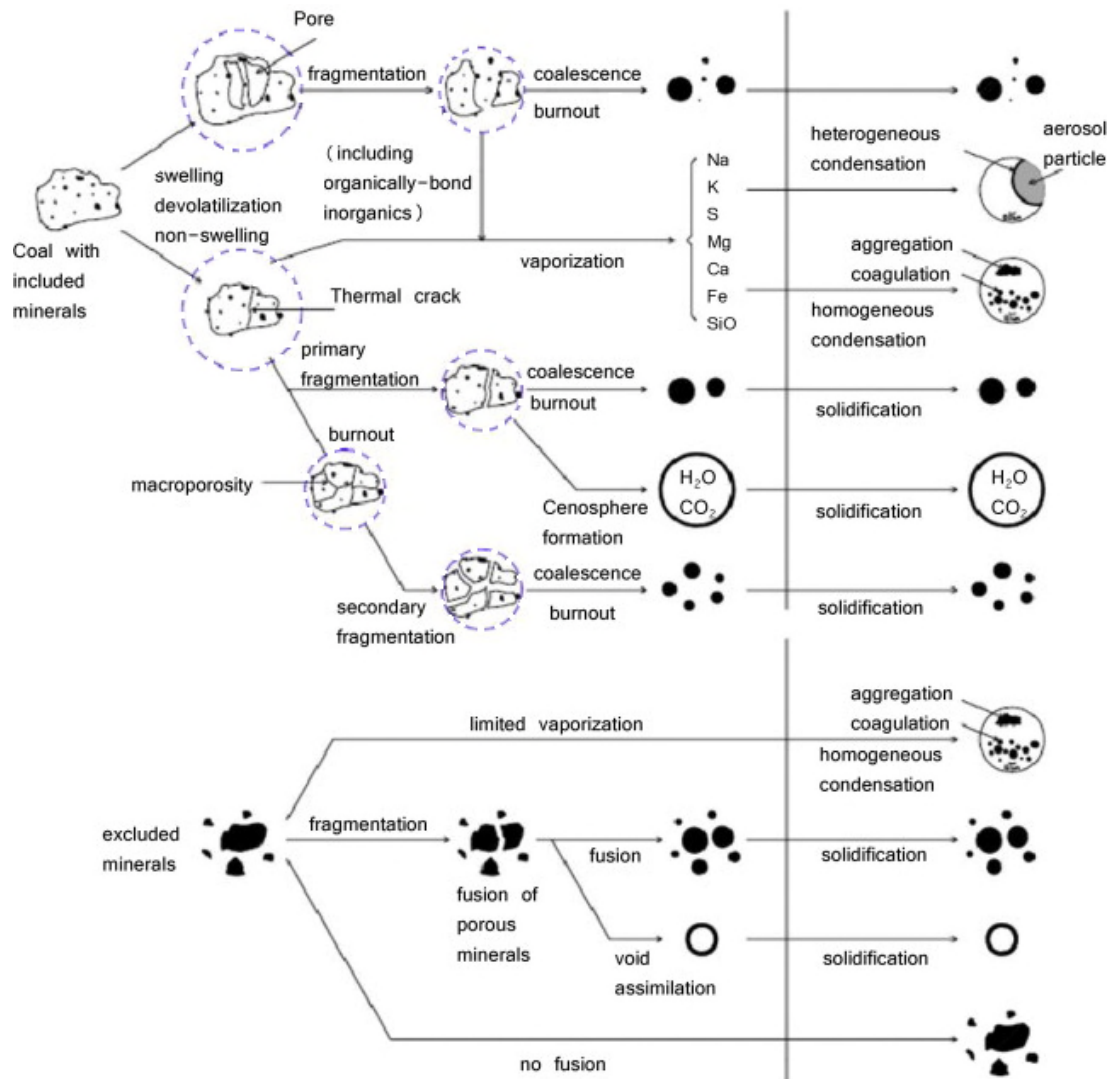 Pore
fragmentation
coalescence
burnout
heterogeneous
condensation
aerosol
particle
(including
organically-bond
inorganics)
Na
K
S
Mg
Ca
Fe
SiO
swelling
devolatilization
non-swelling
Coal with
included
minerals
vaporization
aggregation
coagulation
homogeneous
condensation
Thermal crack
primary
fragmentation
coalescence
burnout
solidification
burnout
macroporosity
H₂O
CO₂
H₂O
CO₂
Cenosphere
formation
solidification
coalescence
burnout
solidification
secondary
fragmentation
limited vaporization
aggregation
coagulation
homogeneous
condensation
excluded
minerals
fragmentation
fusion
solidification
fusion of
porous
minerals
void
assimilation
solidification
no fusion